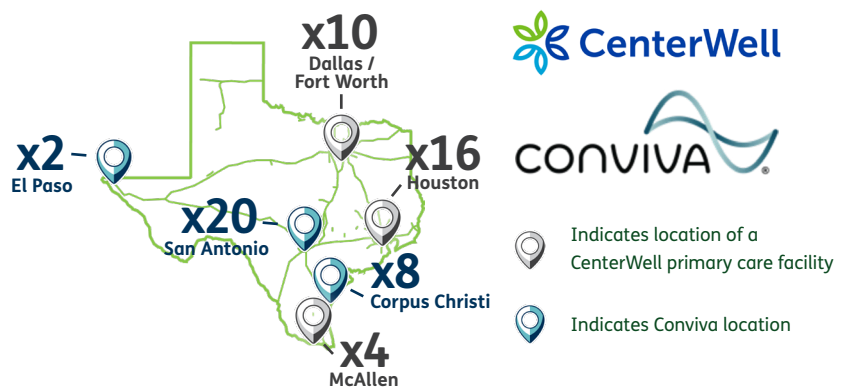 x10
Dallas /
Fort Worth
x2
El Paso
x16
Houston
x20
San Antonio
x8
Corpus Christi
x4
McAllen
CenterWell
CONVIVA
®
Indicates location of a
CenterWell primary care facility
Indicates Conviva location